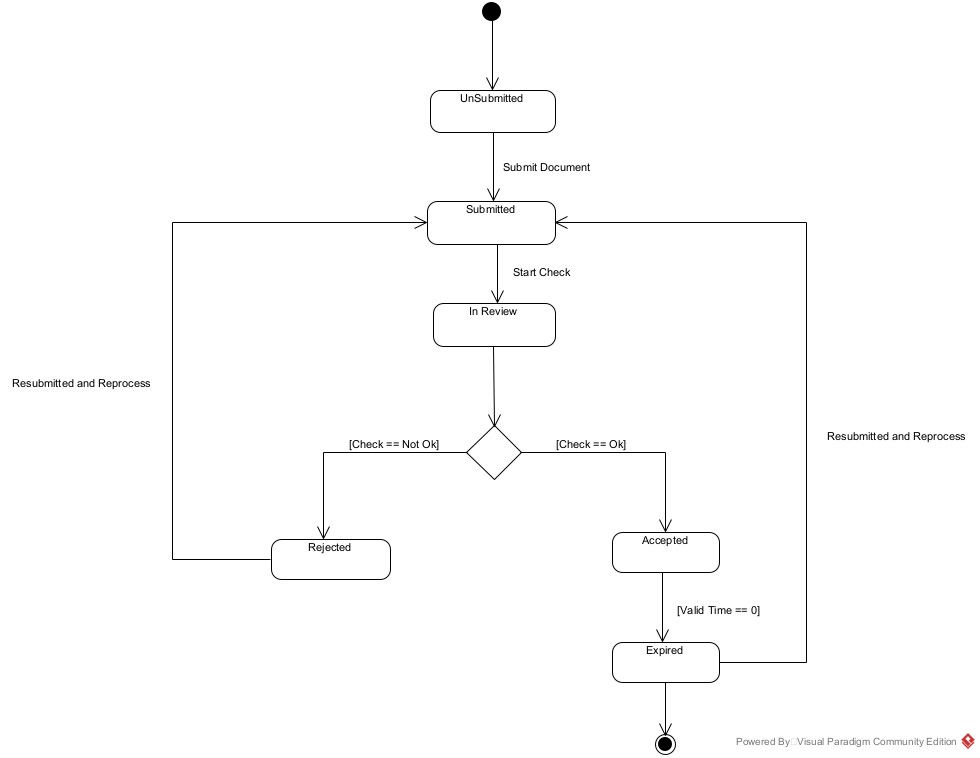 UnSubmitted
Submit Document
Submitted
Start Check
In Review
Resubmitted and Reprocess
Resubmitted and Reprocess
[Check == Not Ok]
[Check == Ok]
Rejected
Accepted
[Valid Time == 0]
Expired
Powered By Visual Paradigm Community Edition